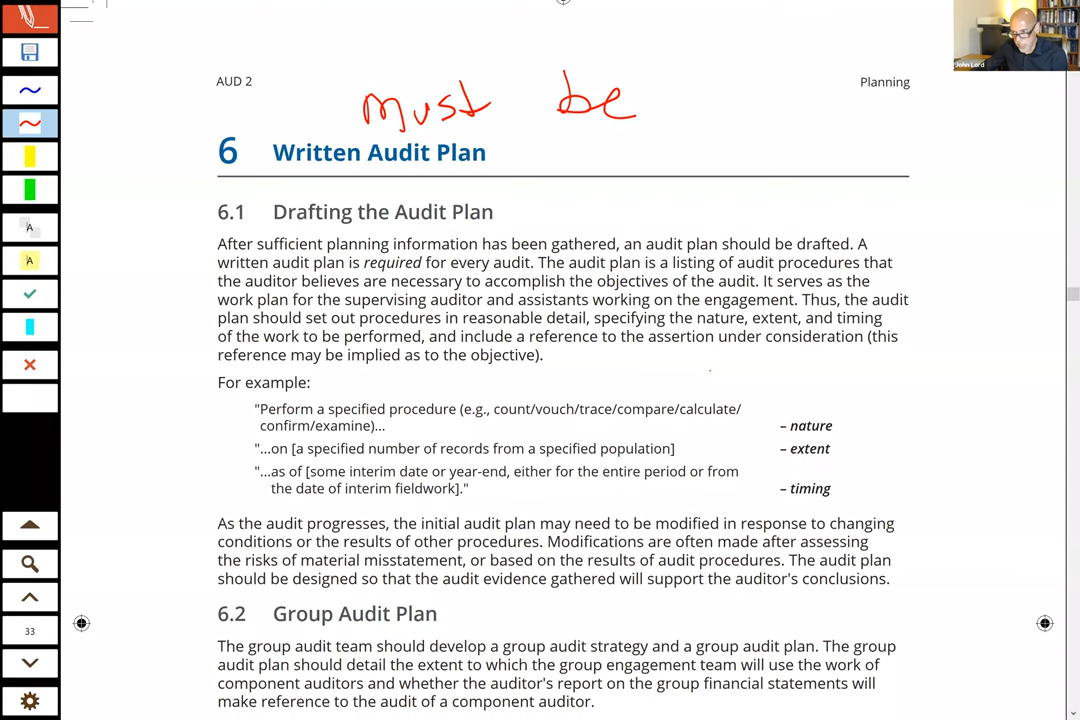 John Lord
AUD 2
Planning
must be
6 Written Audit Plan
6.1 Drafting the Audit Plan
After sufficient planning information has been gathered, an audit plan should be drafted. A
written audit plan is required for every audit. The audit plan is a listing of audit procedures that
the auditor believes are necessary to accomplish the objectives of the audit. It serves as the
work plan for the supervising auditor and assistants working on the engagement. Thus, the audit
plan should set out procedures in reasonable detail, specifying the nature, extent, and timing
of the work to be performed, and include a reference to the assertion under consideration (this
reference may be implied as to the objective).
For example:
"Perform a specified procedure (e.g., count/vouch/trace/compare/calculate/
confirm/examine)... – nature
"...on [a specified number of records from a specified population] – extent
"...as of [some interim date or year-end, either for the entire period or from
the date of interim fieldwork]." – timing
As the audit progresses, the initial audit plan may need to be modified in response to changing
conditions or the results of other procedures. Modifications are often made after assessing
the risks of material misstatement, or based on the results of audit procedures. The audit plan
should be designed so that the audit evidence gathered will support the auditor's conclusions.
6.2 Group Audit Plan
The group audit team should develop a group audit strategy and a group audit plan. The group
audit plan should detail the extent to which the group engagement team will use the work of
component auditors and whether the auditor's report on the group financial statements will
make reference to the audit of a component auditor.
A
A
33